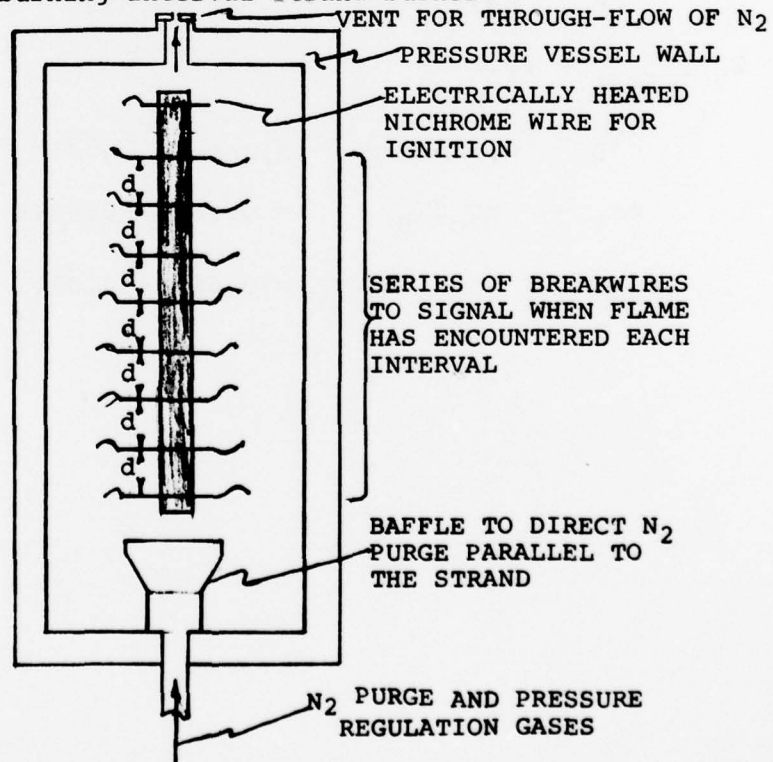 VENT FOR THROUGH-FLOW OF N₂
PRESSURE VESSEL WALL
ELECTRICALLY HEATED
NICHROME WIRE FOR
IGNITION
d
d
d
d
d
d
d
SERIES OF BREAKWIRES
TO SIGNAL WHEN FLAME
HAS ENCOUNTERED EACH
INTERVAL
BAFFLE TO DIRECT N₂
PURGE PARALLEL TO
THE STRAND
N₂ PURGE AND PRESSURE
REGULATION GASES